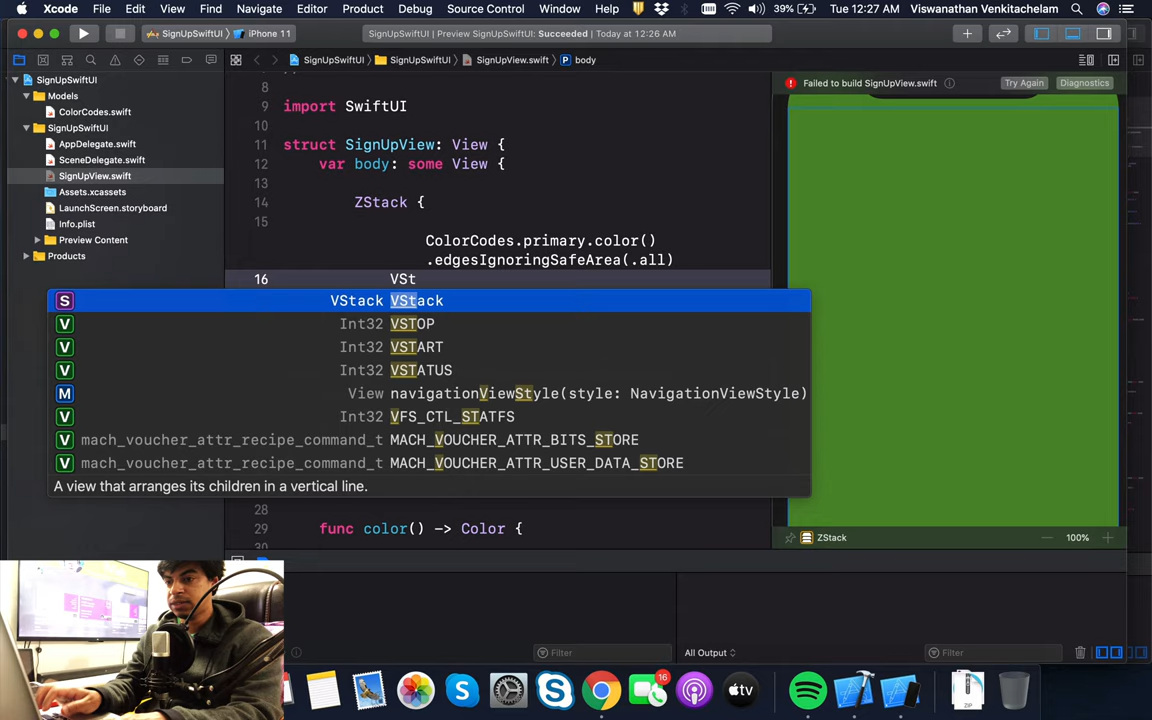 Xcode File Edit View Find Navigate Editor Product Debug Source Control Window Help 39% Tue 12:27 AM Viswanathan Venkitachelam
SignUpSwiftUI iPhone 11 SignUpSwiftUI | Preview SignUpSwiftUI: Succeeded | Today at 12:26 AM
SignUpSwiftUI SignUpSwiftUI SignUpView.swift body
SignUpSwiftUI
Models
ColorCodes.swift
SignUpSwiftUI
AppDelegate.swift
SceneDelegate.swift
SignUpView.swift
Assets.xcassets
LaunchScreen.storyboard
Info.plist
Preview Content
Products
8
9 import SwiftUI
10
11 struct SignUpView: View {
12 var body: some View {
13
14 ZStack {
15
ColorCodes.primary.color()
.edgesIgnoringSafeArea(.all)
16 VSt
S VStack VStack
V Int32 VSTOP
V Int32 VSTART
V Int32 VSTATUS
M View navigationViewStyle(style: NavigationViewStyle)
V Int32 VFS_CTL_STATFS
V mach_voucher_attr_recipe_command_t MACH_VOUCHER_ATTR_BITS_STORE
V mach_voucher_attr_recipe_command_t MACH_VOUCHER_ATTR_USER_DATA_STORE
A view that arranges its children in a vertical line.
28
29 func color() -> Color {
30
Failed to build SignUpView.swift Try Again Diagnostics
ZStack 100%
Filter All Output Filter
16
tv
ZIP